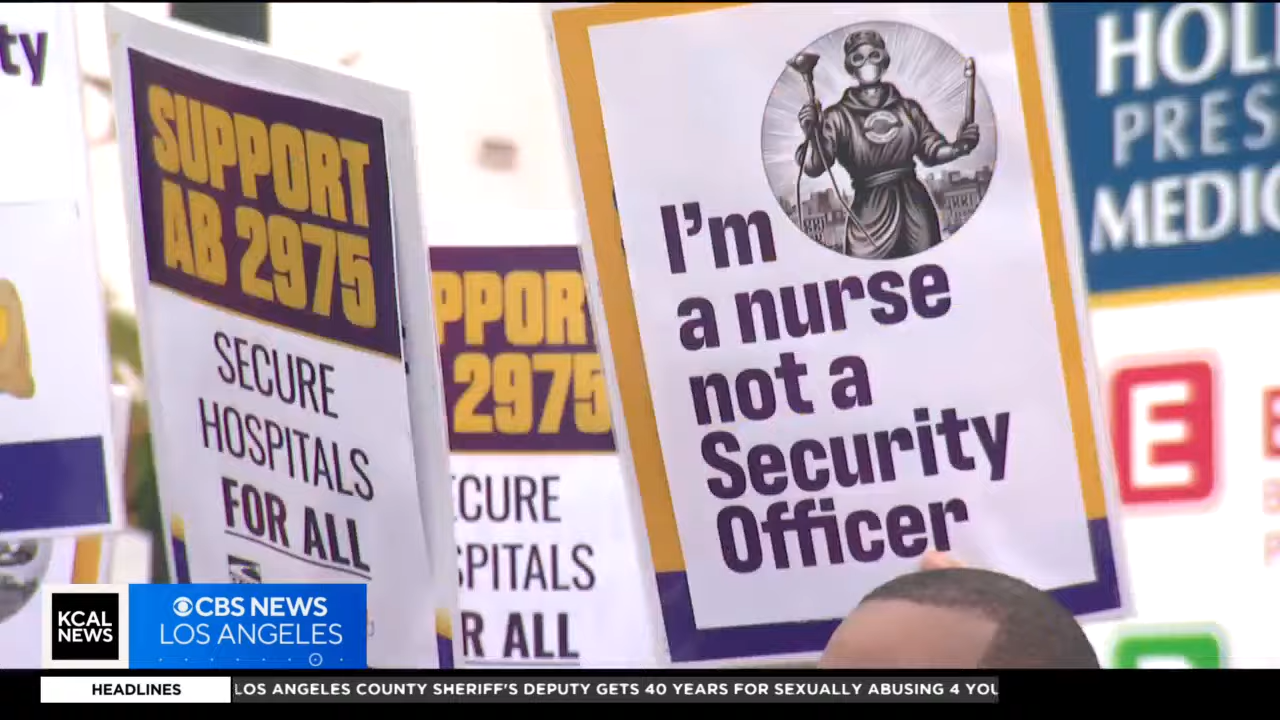 ty
SUPPORT
AB 2975
SECURE
HOSPITALS
FOR ALL
PPOR
2975
CURE
SPITALS
R ALL
I'm
a nurse
not a
Security
Officer
HOL
PRES
MEDIC
E
KCAL
NEWS
CBS NEWS
LOS ANGELES
HEADLINES
LOS ANGELES COUNTY SHERIFF'S DEPUTY GETS 40 YEARS FOR SEXUALLY ABUSING 4 YOU